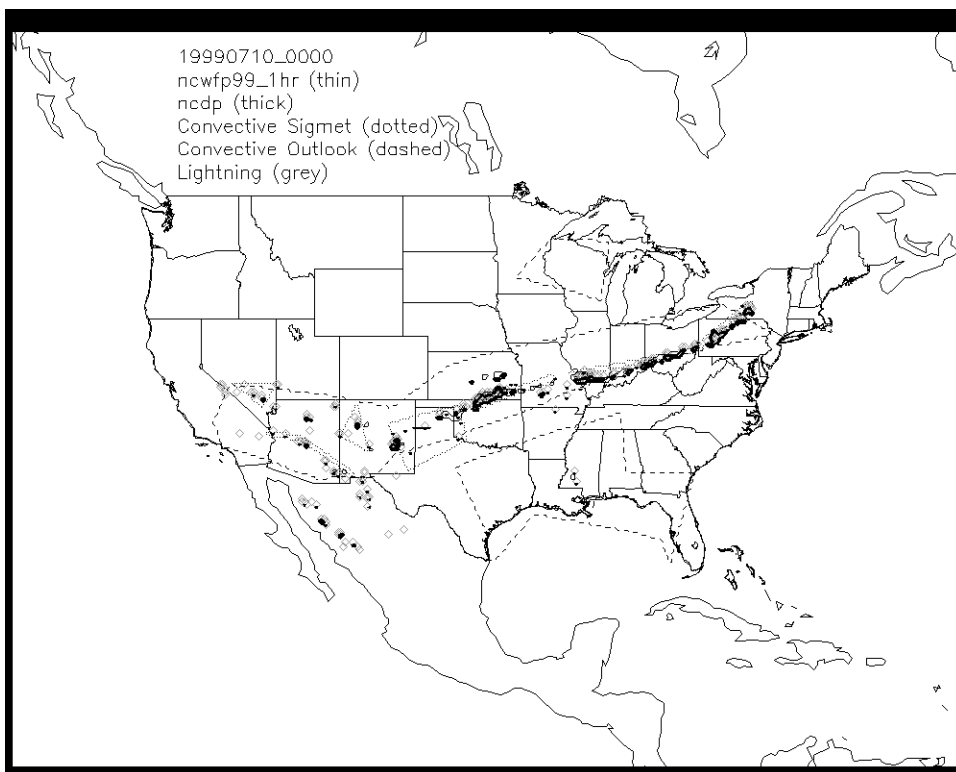 19990710_0000
ncwfp99_1hr (thin)
ncdp (thick)
Convective Sigmet (dotted)
Convective Outlook (dashed)
Lightning (grey)